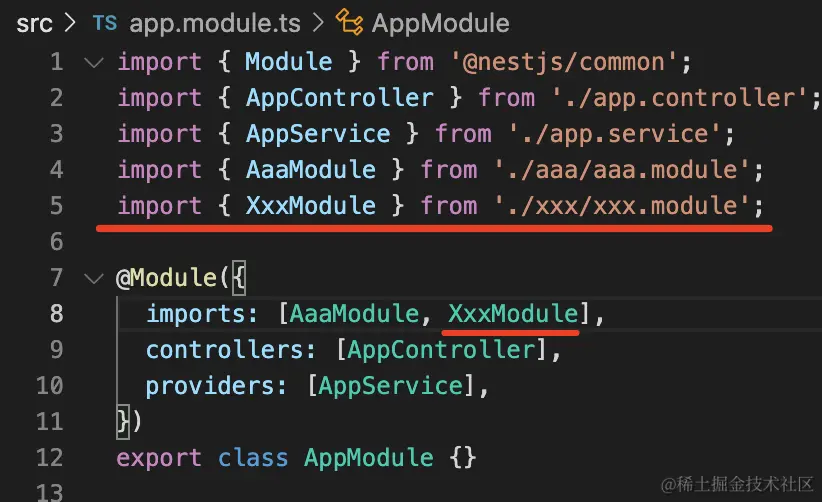 src > TS app.module.ts > AppModule
1 import { Module } from '@nestjs/common';
2 import { AppController } from './app.controller';
3 import { AppService } from './app.service';
4 import { AaaModule } from './aaa/aaa.module';
5 import { XxxModule } from './xxx/xxx.module';
6
7 @Module({
8   imports: [AaaModule, XxxModule],
9   controllers: [AppController],
10   providers: [AppService],
11 })
12 export class AppModule {}
13
@稀土掘金技术社区